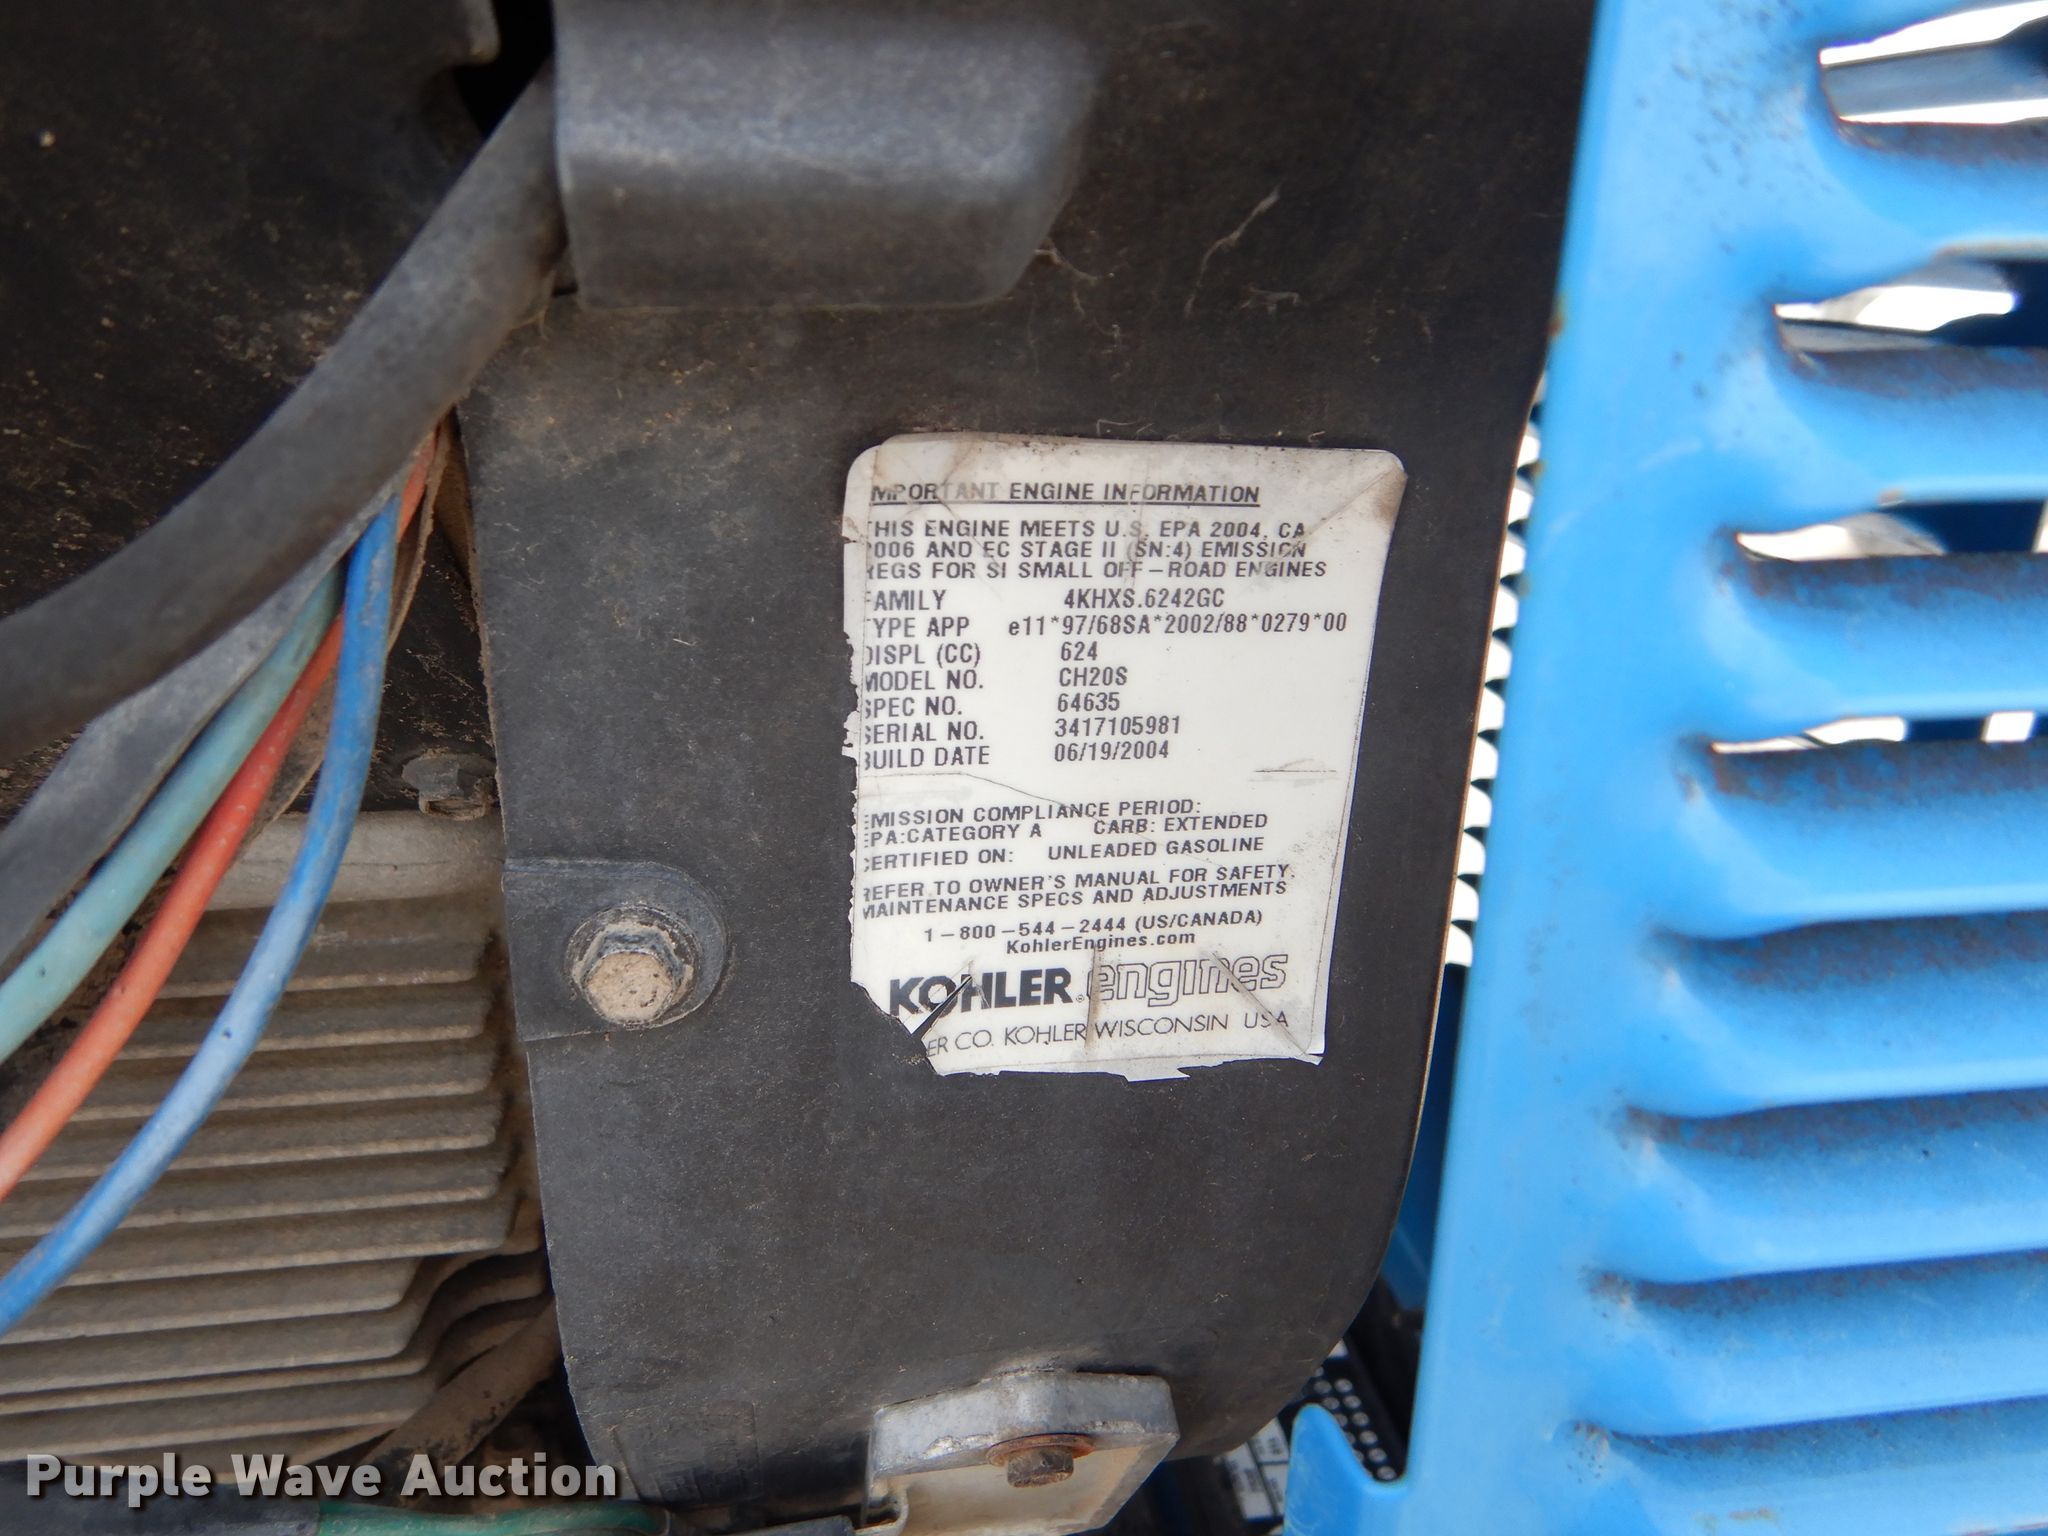 IMPORTANT ENGINE INFORMATION
THIS ENGINE MEETS U.S. EPA 2004, CA
2006 AND EC STAGE II (SN:4) EMISSION
REGS FOR SI SMALL OFF-ROAD ENGINES
FAMILY 4KHXS.6242GC
TYPE APP e11*97/68SA*2002/88*0279*00
DISPL (CC) 624
MODEL NO. CH20S
SPEC NO. 64635
SERIAL NO. 3417105981
BUILD DATE 06/19/2004
EMISSION COMPLIANCE PERIOD:
EPA:CATEGORY A CARB: EXTENDED
CERTIFIED ON: UNLEADED GASOLINE
REFER TO OWNER'S MANUAL FOR SAFETY,
MAINTENANCE SPECS AND ADJUSTMENTS
1-800-544-2444 (US/CANADA)
KohlerEngines.com
KOHLER® engines
ER CO. KOHLER WISCONSIN USA
Purple Wave Auction